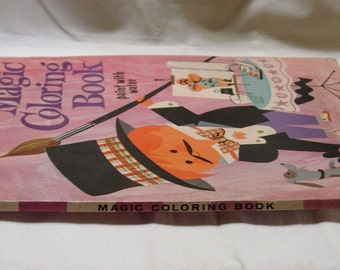 Magic
Coloring
Book
paint with
water
MAGIC COLORING BOOK